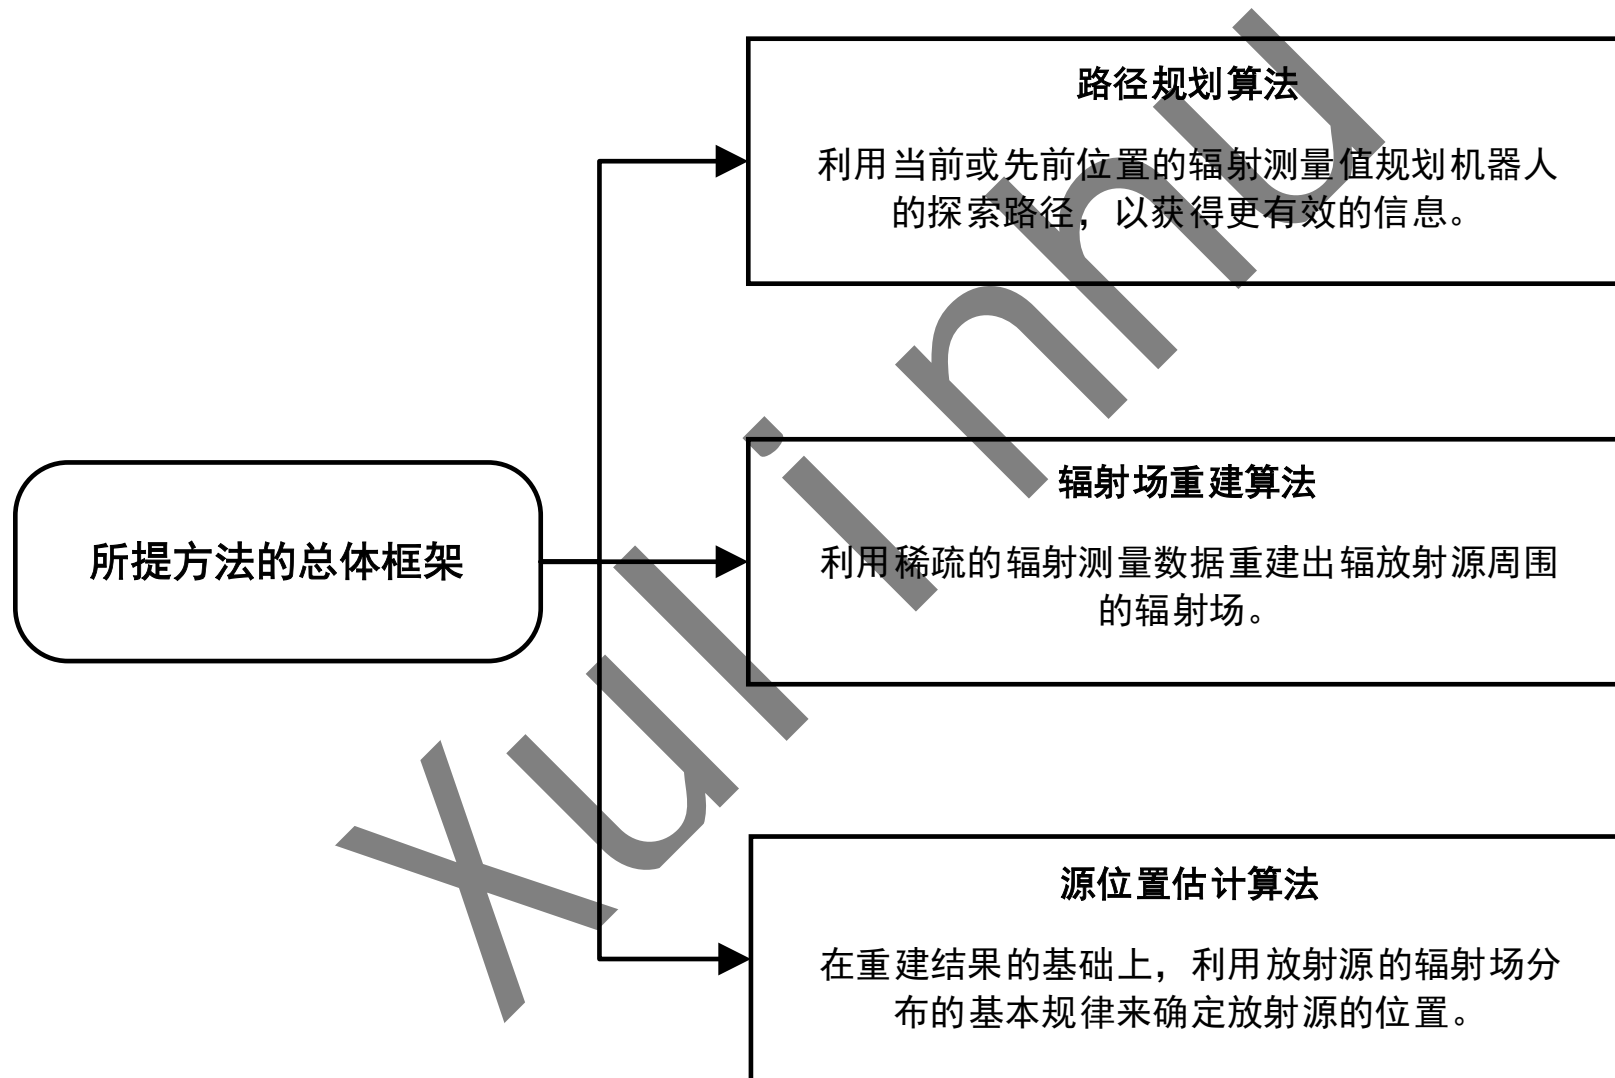 路径规划算法
利用当前或先前位置的辐射测量值规划机器人
的探索路径，以获得更有效的信息。
辐射场重建算法
所提方法的总体框架
利用稀疏的辐射测量数据重建出辐放射源周围
的辐射场。
源位置估计算法
在重建结果的基础上，利用放射源的辐射场分
布的基本规律来确定放射源的位置。
Xulinhu